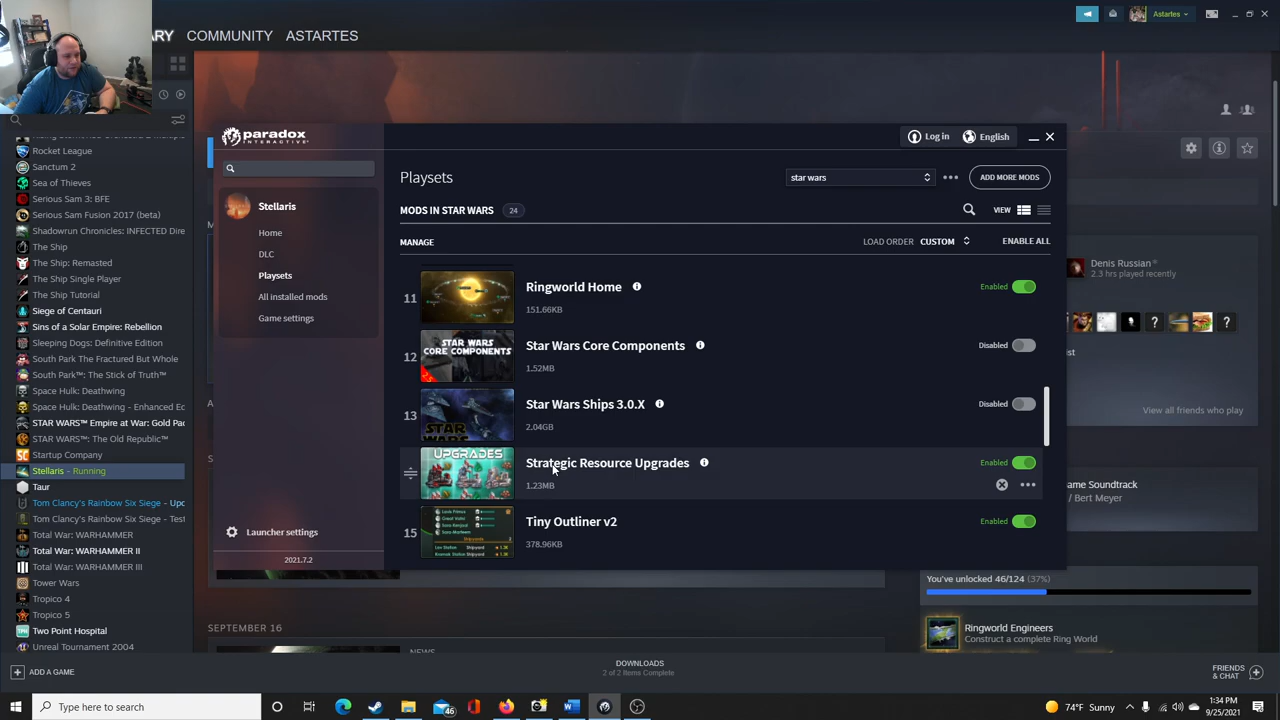 ARY
COMMUNITY
ASTARTES
Astartes
Rocket League
Sanctum 2
Sea of Thieves
Serious Sam 3: BFE
Serious Sam Fusion 2017 (beta)
Shadowrun Chronicles: INFECTED Dire
The Ship
The Ship: Remasted
The Ship Single Player
The Ship Tutorial
Siege of Centauri
Sins of a Solar Empire: Rebellion
Sleeping Dogs: Definitive Edition
South Park The Fractured But Whole
South Park™: The Stick of Truth™
Space Hulk: Deathwing
Space Hulk: Deathwing - Enhanced Ec
STAR WARS™ Empire at War: Gold Pac
STAR WARS™: The Old Republic™
Startup Company
Stellaris - Running
Taur
Tom Clancy's Rainbow Six Siege - Upc
Tom Clancy's Rainbow Six Siege - Tes
Total War: WARHAMMER
Total War: WARHAMMER II
Total War: WARHAMMER III
Tower Wars
Tropico 4
Tropico 5
Two Point Hospital
Unreal Tournament 2004
ADD A GAME
paradox
INTERACTIVE
Log in
English
Stellaris
Home
DLC
Playsets
All installed mods
Game settings
Launcher settings
2021.7.2
Playsets
star wars
ADD MORE MODS
MODS IN STAR WARS 24
VIEW
MANAGE
LOAD ORDER CUSTOM
ENABLE ALL
11
Ringworld Home
151.66KB
Enabled
12
STAR WARS
CORE COMPONENTS
Star Wars Core Components
1.52MB
Disabled
13
STAR
WARS
Star Wars Ships 3.0.X
2.04GB
Disabled
UPGRADES
Strategic Resource Upgrades
1.23MB
Enabled
15
Tiny Outliner v2
378.96KB
Enabled
Denis Russian
2.3 hrs played recently
?
?
ist
View all friends who play
ame Soundtrack
/ Bert Meyer
You've unlocked 46/124 (37%)
Ringworld Engineers
Construct a complete Ring World
SEPTEMBER 16
NEWS
DOWNLOADS
2 of 2 Items Complete
FRIENDS
& CHAT
Type here to search
46
74°F Sunny
1:34 PM
9/25/2021